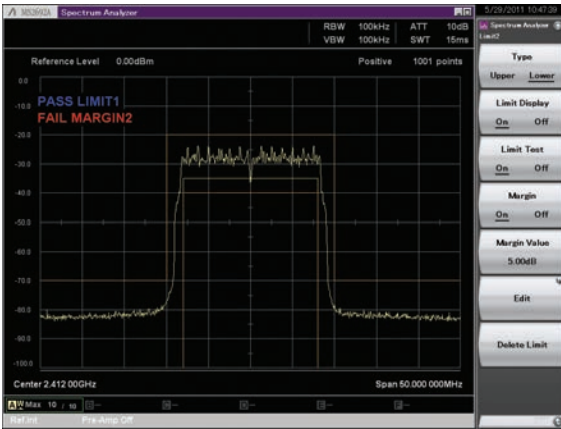 MS2692A Spectrum Analyzer
5/29/2011 10:47:39
RBW 100kHz ATT 10dB
VBW 100kHz SWT 15ms
Spectrum Analyzer
Limit2
Reference Level 0.00dBm Positive 1001 points
Type
Upper Lower
0.0
-10.0
PASS LIMIT1
FAIL MARGIN2
Limit Display
On Off
-20.0
-30.0
Limit Test
On Off
-40.0
-50.0
Margin
On Off
-60.0
Margin Value
5.00dB
-70.0
-80.0
Edit
-90.0
-100.0
Delete Limit
Center 2.412 00GHz Span 50.000 000MHz
A W Max 10 / 10
Ref.Int Pre-Amp Off